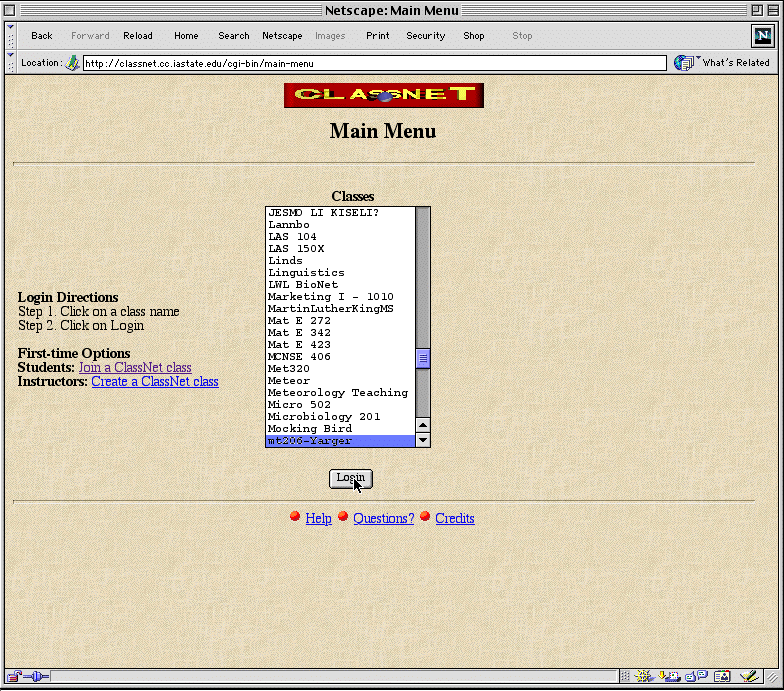 Netscape: Main Menu
Back Forward Reload Home Search Netscape Images Print Security Shop Stop
N
Location: http://classnet.cc.iastate.edu/cgi-bin/main-menu What's Related
CLASSNET
Main Menu
Classes
JESMO LI KISELI?
Lannbo
LAS 104
LAS 150X
Linds
Linguistics
LWL BioNet
Marketing I - 1010
MartinLutherKingMS
Mat E 272
Mat E 342
Mat E 423
MCNSE 406
Met320
Meteor
Meteorology Teaching
Micro 502
Microbiology 201
Mocking Bird
mt206-Yarger
Login Directions
Step 1. Click on a class name
Step 2. Click on Login
First-time Options
Students: Join a ClassNet class
Instructors: Create a ClassNet class
Login
Help Questions? Credits